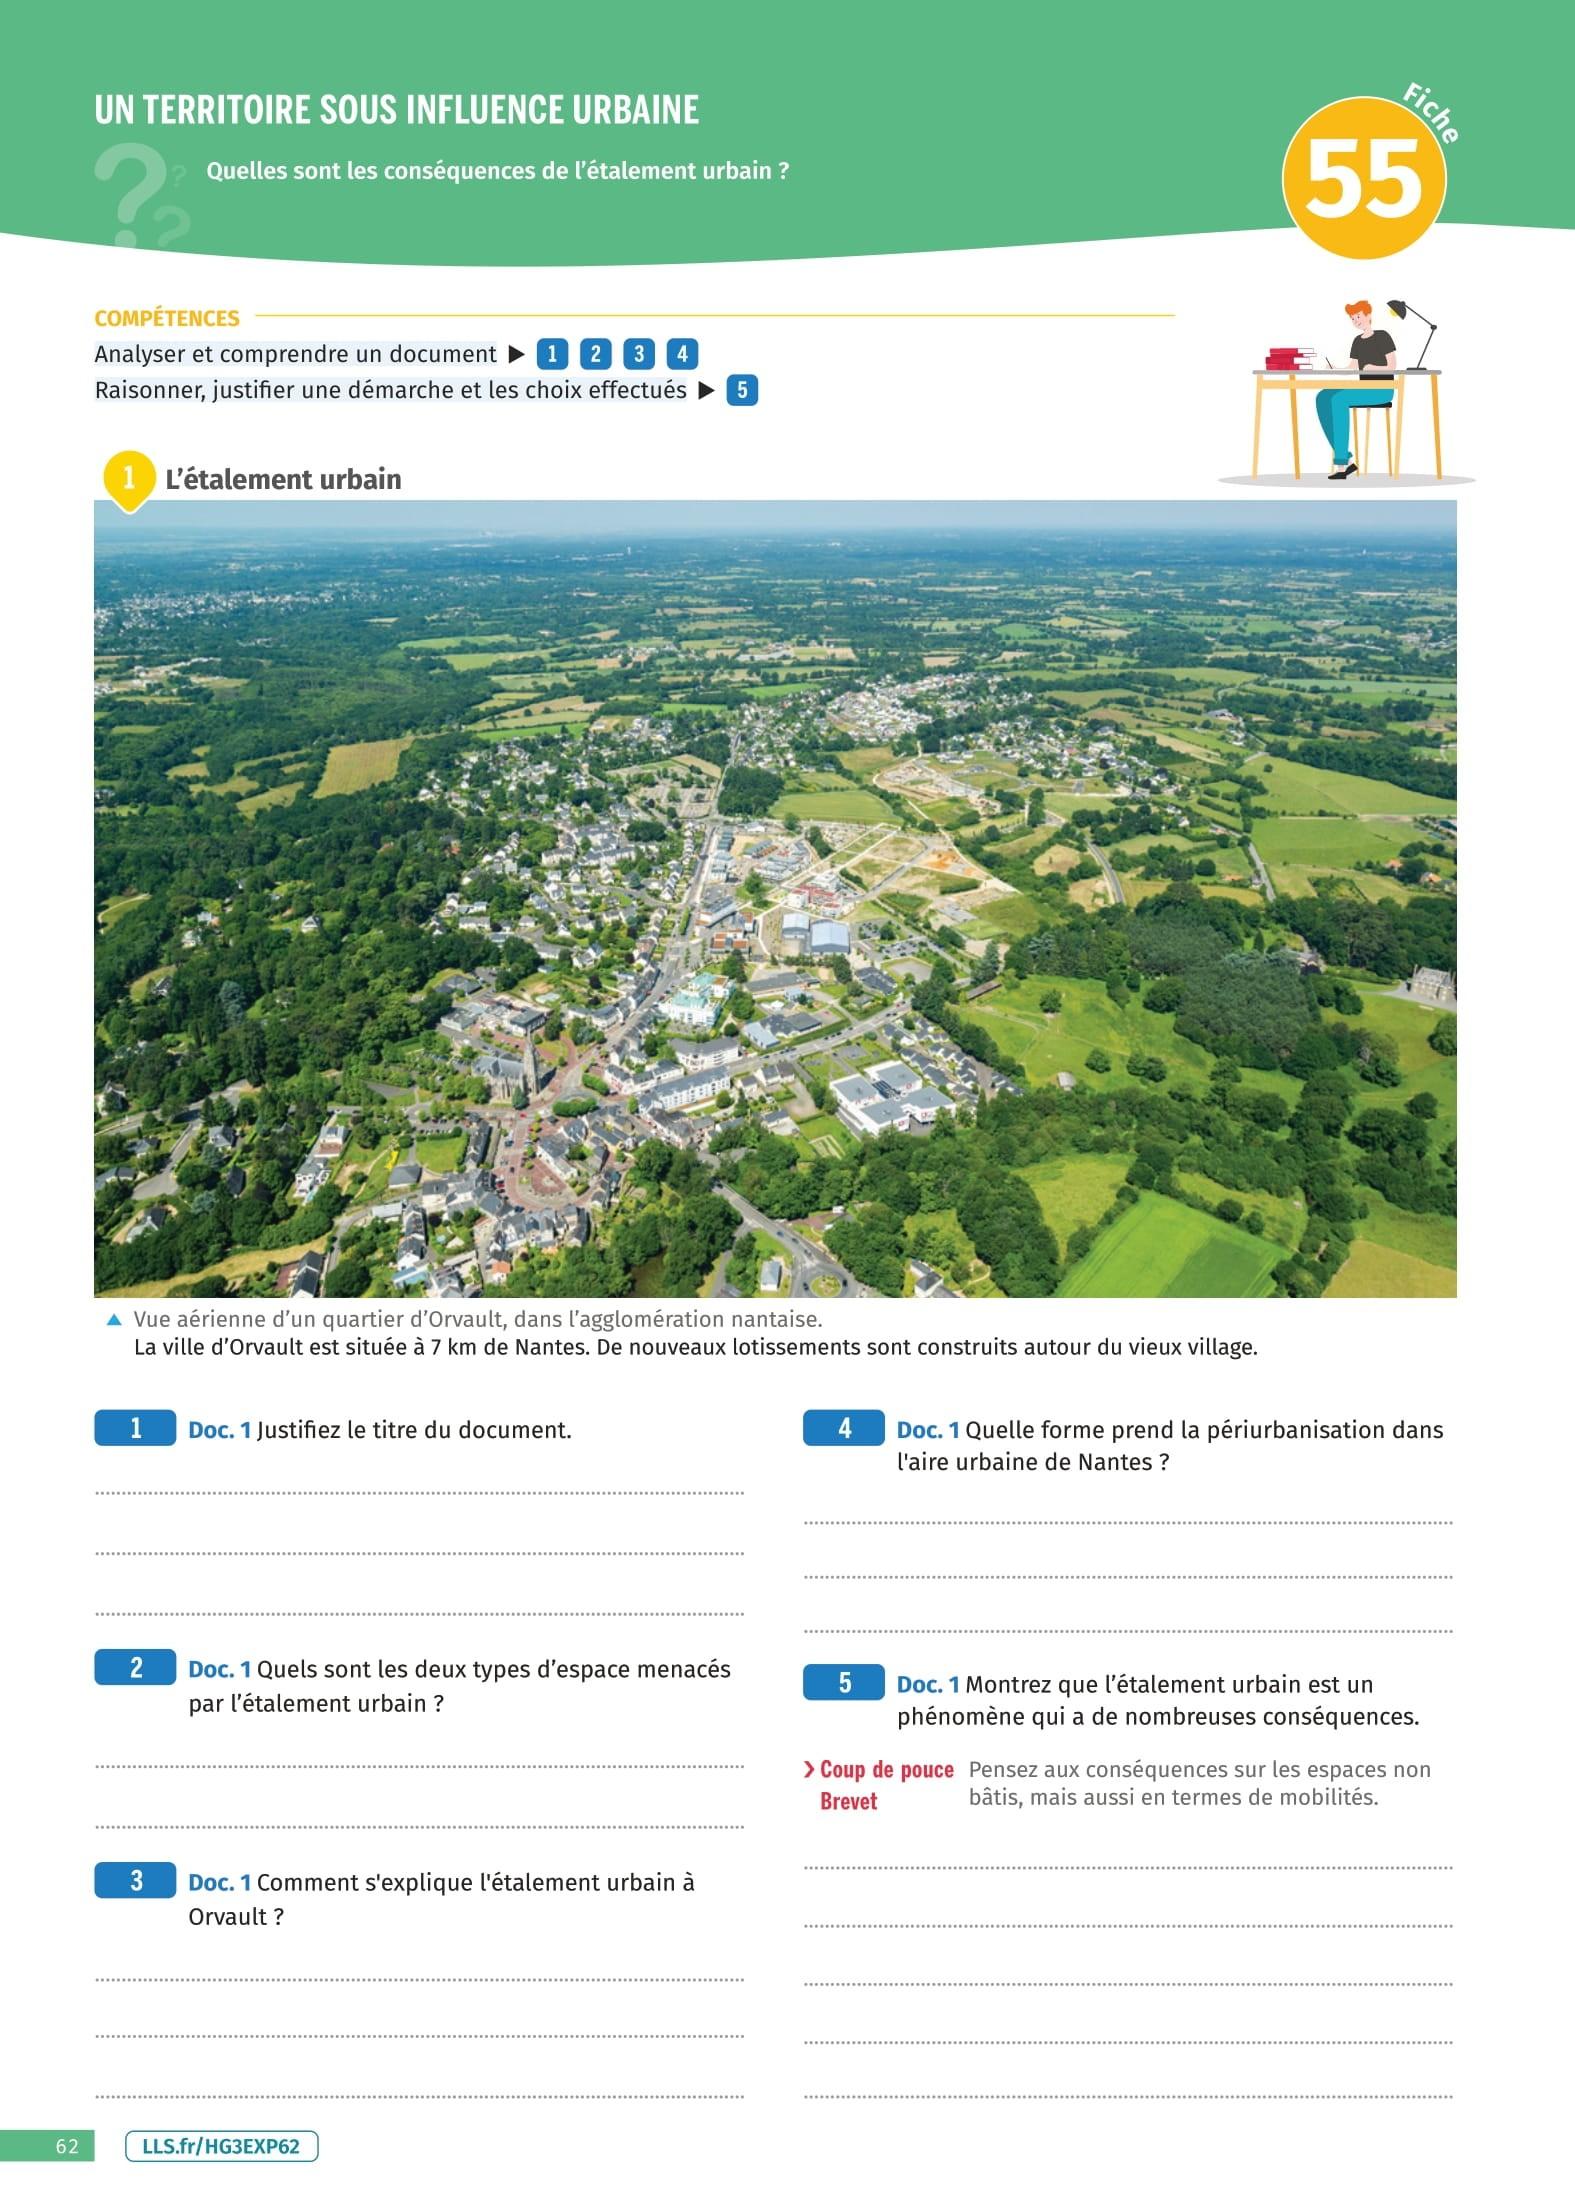 UN TERRITOIRE SOUS INFLUENCE URBAINE
Quelles sont les conséquences de l'étalement urbain ?
Fiche
55
COMPÉTENCES
Analyser et comprendre un document ▶ 1 2 3 4
Raisonner, justifier une démarche et les choix effectués ▶ 5
1 L'étalement urbain
Vue aérienne d'un quartier d'Orvault, dans l'agglomération nantaise.
La ville d'Orvault est située à 7 km de Nantes. De nouveaux lotissements sont construits autour du vieux village.
1 Doc. 1 Justifiez le titre du document.
2 Doc. 1 Quels sont les deux types d'espace menacés
par l'étalement urbain ?
3 Doc. 1 Comment s'explique l'étalement urbain à
Orvault ?
4 Doc. 1 Quelle forme prend la périurbanisation dans
l'aire urbaine de Nantes ?
5 Doc. 1 Montrez que l'étalement urbain est un
phénomène qui a de nombreuses conséquences.
Coup de pouce Pensez aux conséquences sur les espaces non
Brevet bâtis, mais aussi en termes de mobilités.
62
LLS.fr/HG3EXP62